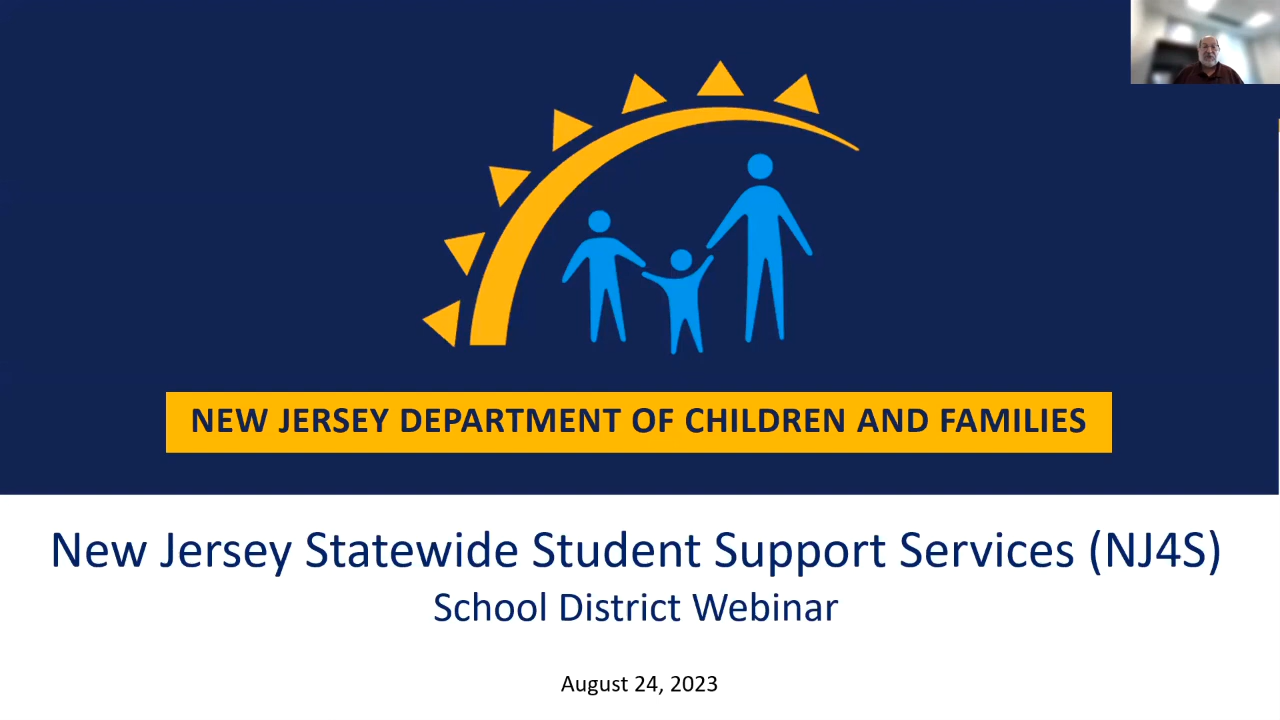 NEW JERSEY DEPARTMENT OF CHILDREN AND FAMILIES
New Jersey Statewide Student Support Services (NJ4S)
School District Webinar
August 24, 2023